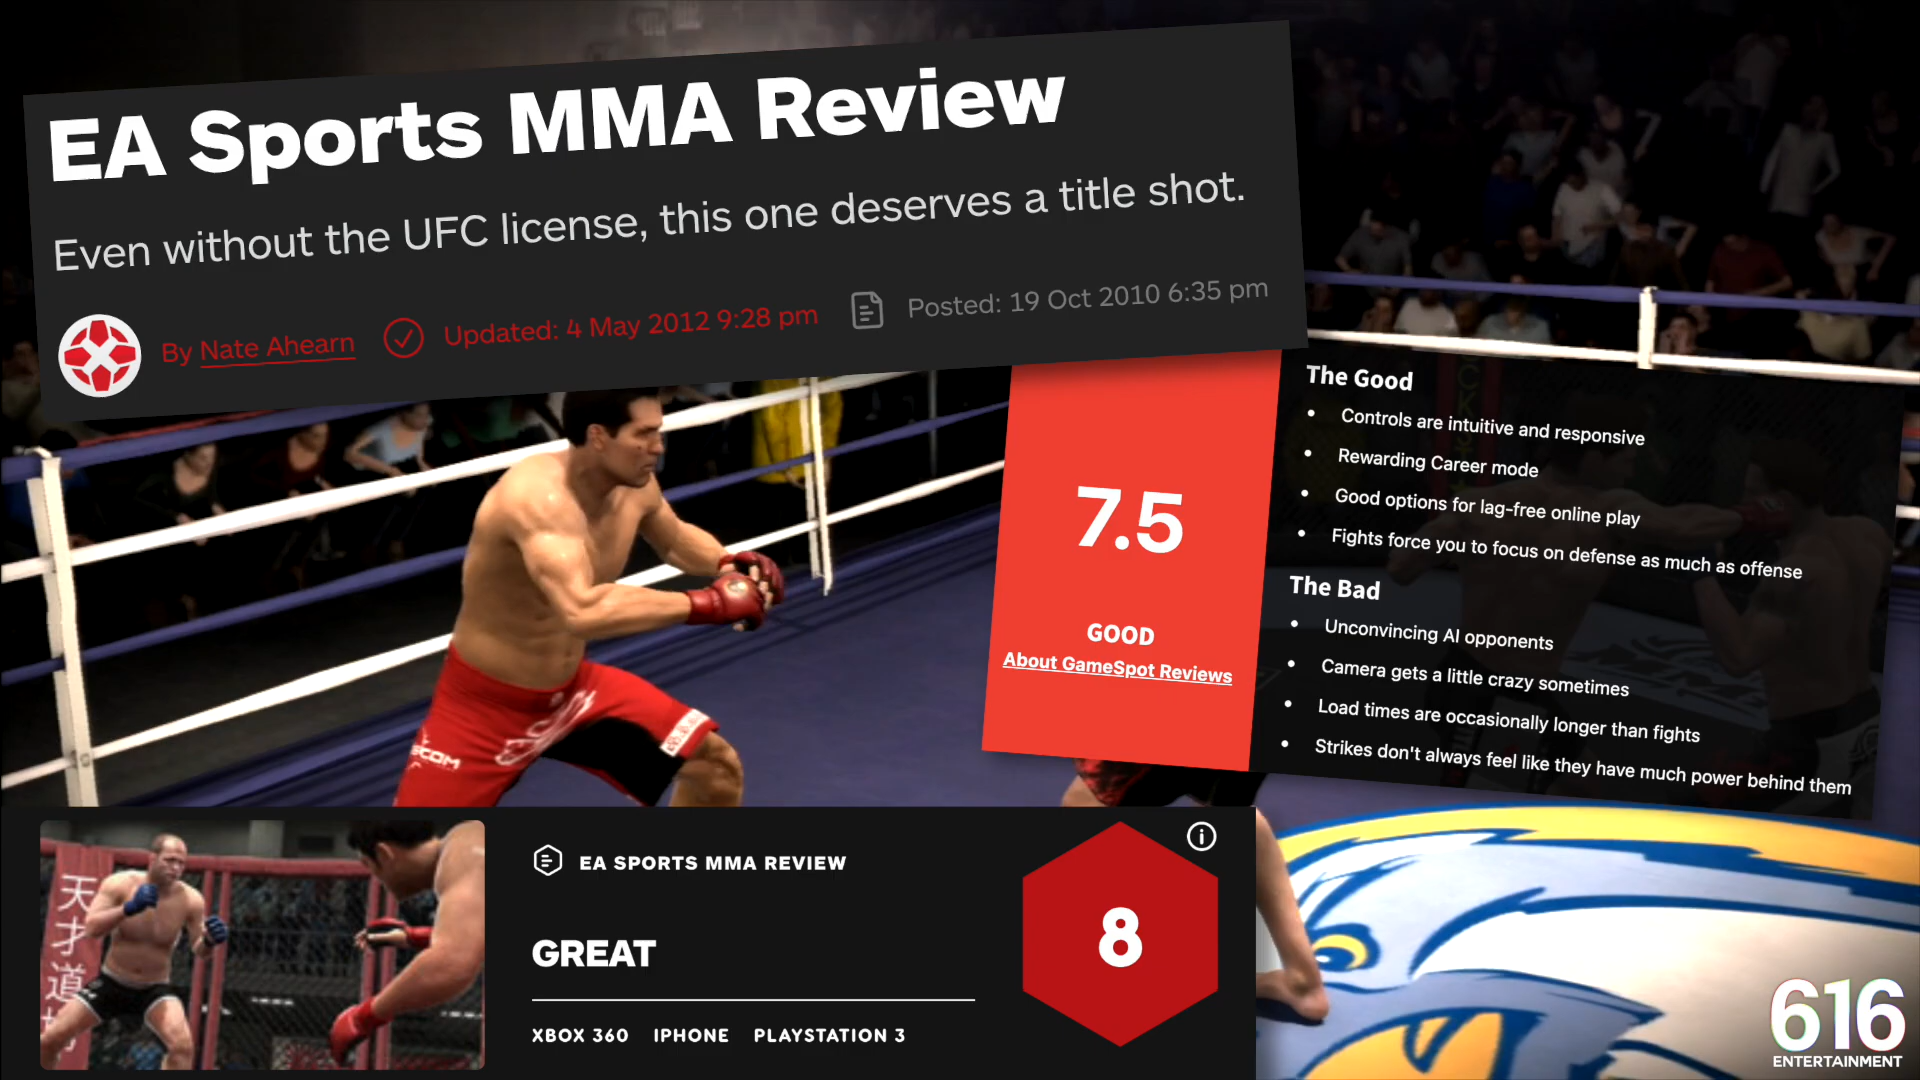 EA Sports MMA Review
Even without the UFC license, this one deserves a title shot.
By Nate Ahearn
Updated: 4 May 2012 9:28 pm
Posted: 19 Oct 2010 6:35 pm
7.5
GOOD
About GameSpot Reviews
The Good
• Controls are intuitive and responsive
• Rewarding Career mode
• Good options for lag-free online play
• Fights force you to focus on defense as much as offense
The Bad
• Unconvincing AI opponents
• Camera gets a little crazy sometimes
• Load times are occasionally longer than fights
• Strikes don't always feel like they have much power behind them
天
才
道
EA SPORTS MMA REVIEW
GREAT
XBOX 360 IPHONE PLAYSTATION 3
8
616
ENTERTAINMENT